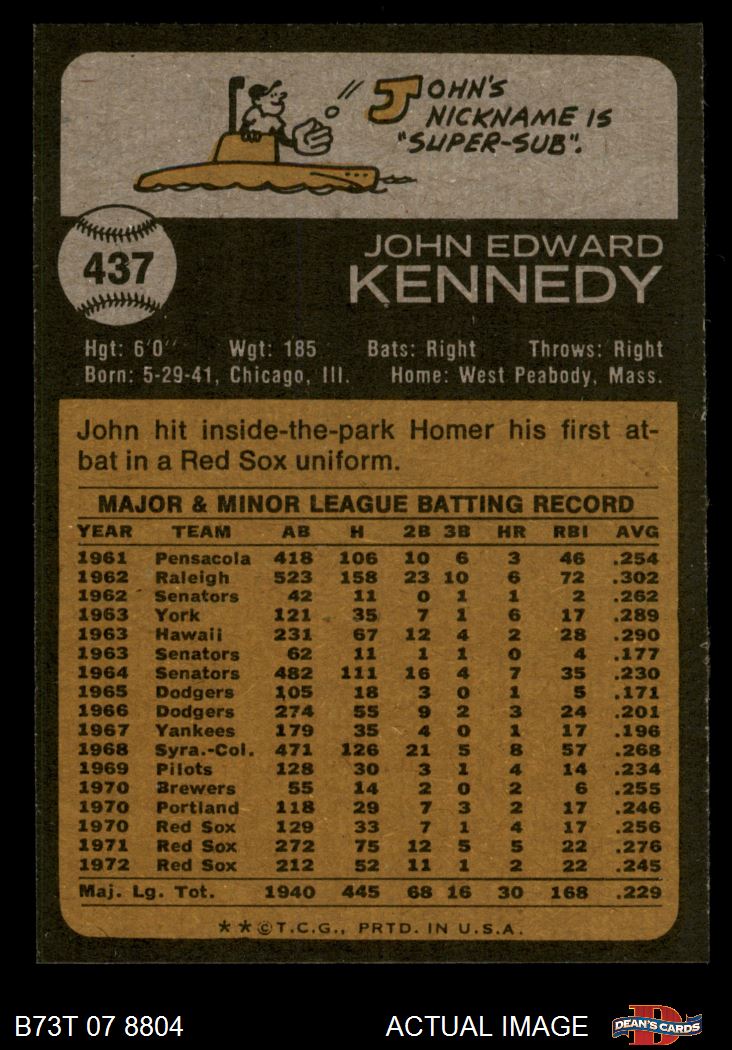 JOHN'S
NICKNAME IS
"SUPER-SUB".
437
JOHN EDWARD
KENNEDY
Hgt: 6'0" Wgt: 185 Bats: Right Throws: Right
Born: 5-29-41, Chicago, Ill. Home: West Peabody, Mass.
John hit inside-the-park Homer his first at-
bat in a Red Sox uniform.
MAJOR & MINOR LEAGUE BATTING RECORD
YEAR TEAM AB H 2B 3B HR RBI AVG
1961 Pensacola 418 106 10 6 3 46 .254
1962 Raleigh 523 158 23 10 6 72 .302
1962 Senators 42 11 0 1 1 2 .262
1963 York 121 35 7 1 6 17 .289
1963 Hawaii 231 67 12 4 2 28 .290
1963 Senators 62 11 1 1 0 4 .177
1964 Senators 482 111 16 4 7 35 .230
1965 Dodgers 105 18 3 0 1 5 .171
1966 Dodgers 274 55 9 2 3 24 .201
1967 Yankees 179 35 4 0 1 17 .196
1968 Syra.-Col. 471 126 21 5 8 57 .268
1969 Pilots 128 30 3 1 4 14 .234
1970 Brewers 55 14 2 0 2 6 .255
1970 Portland 118 29 7 3 2 17 .246
1970 Red Sox 129 33 7 1 4 17 .256
1971 Red Sox 272 75 12 5 5 22 .276
1972 Red Sox 212 52 11 1 2 22 .245
Maj. Lg. Tot. 1940 445 68 16 30 168 .229
**©T.C.G., PRTD. IN U.S.A.
B73T 07 8804 ACTUAL IMAGE
D
DEAN'S CARDS